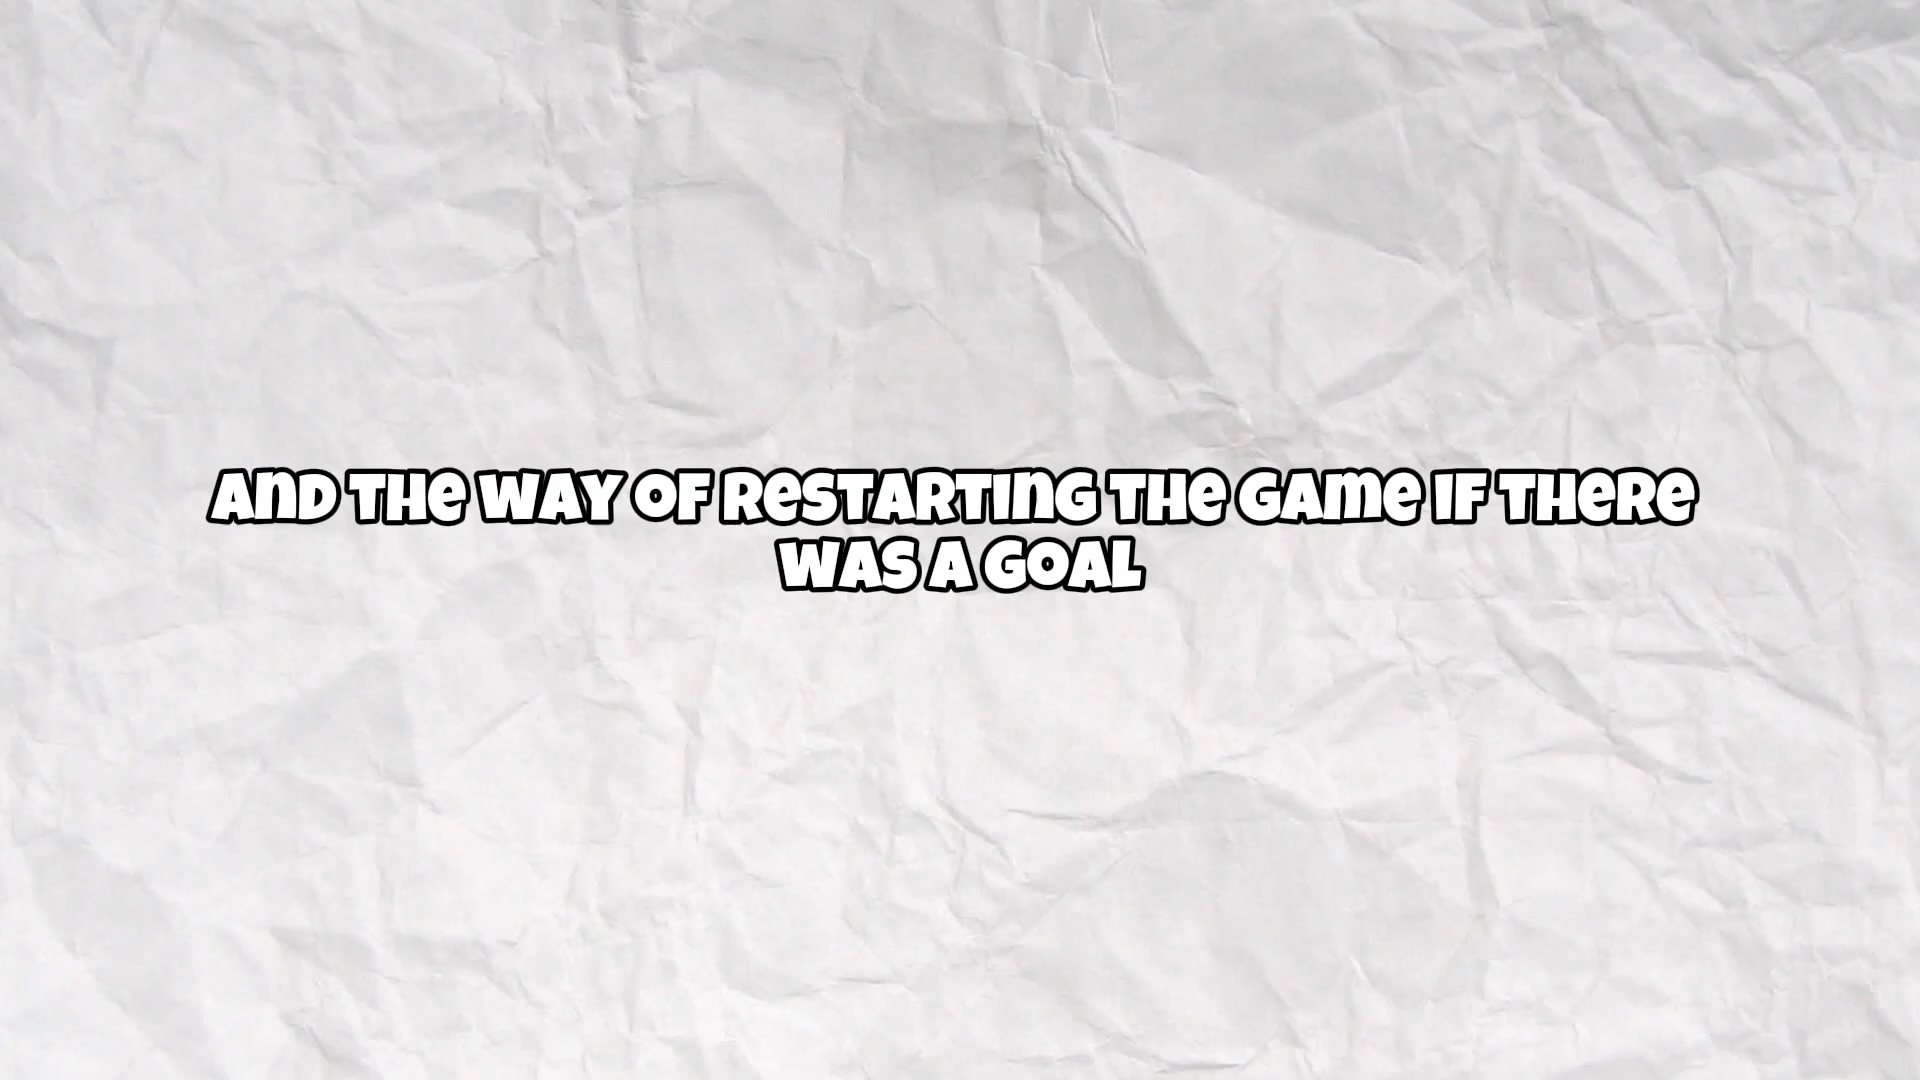 AND THE WAY OF RESTARTING THE GAME IF THERE
WAS A GOAL